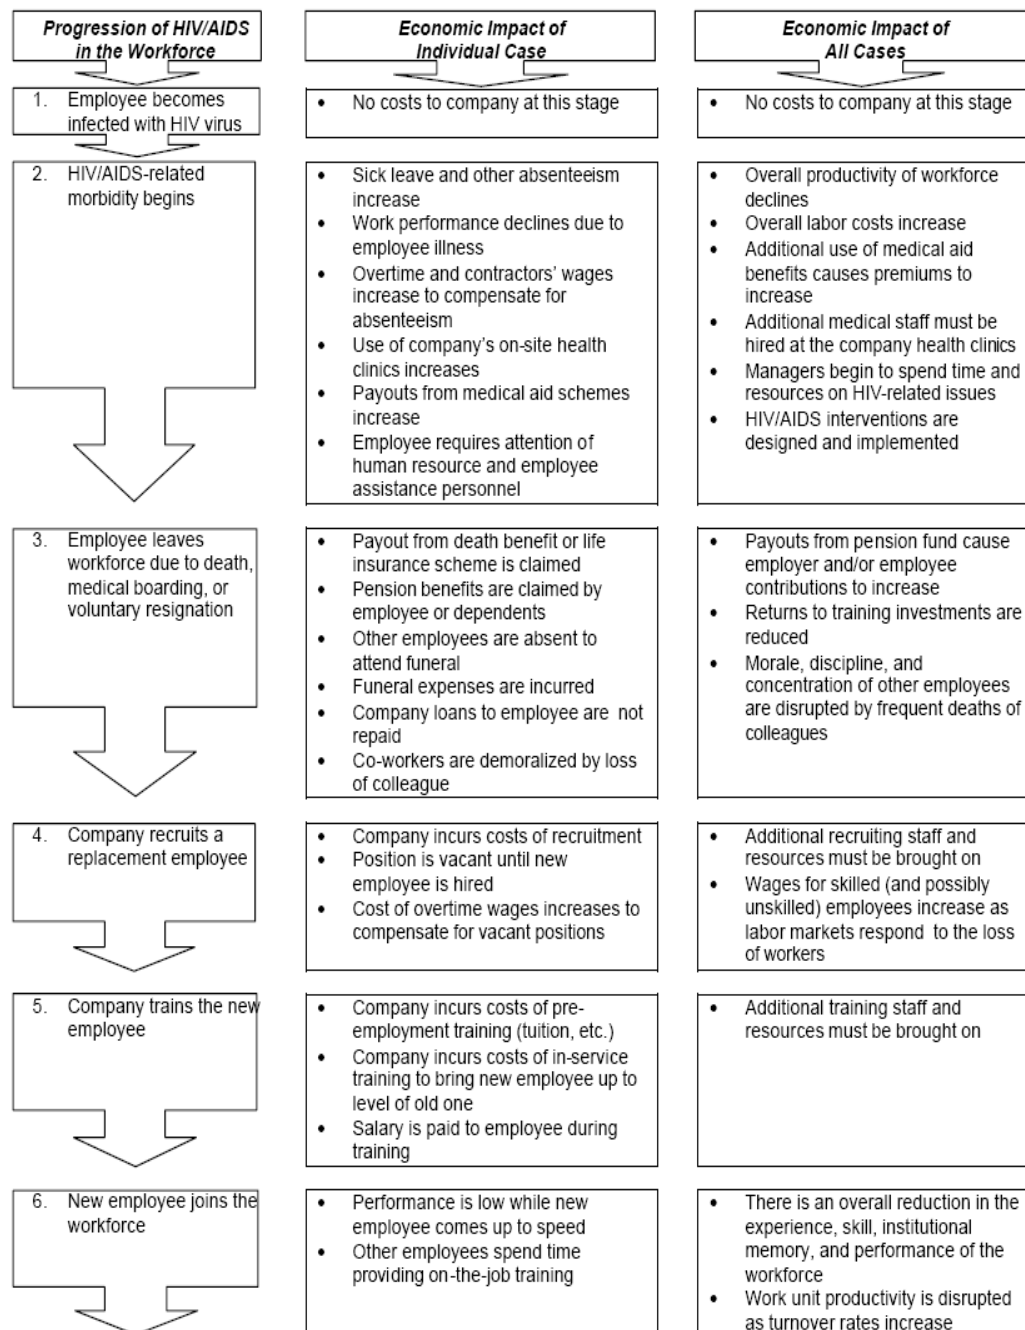 Progression of HIV/AIDS
in the Workforce
Economic Impact of
Individual Case
Economic Impact of
All Cases
1. Employee becomes
infected with HIV virus
• No costs to company at this stage
• No costs to company at this stage
2. HIV/AIDS-related
morbidity begins
• Sick leave and other absenteeism
increase
• Work performance declines due to
employee illness
• Overtime and contractors' wages
increase to compensate for
absenteeism
• Use of company's on-site health
clinics increases
• Payouts from medical aid schemes
increase
• Employee requires attention of
human resource and employee
assistance personnel
• Overall productivity of workforce
declines
• Overall labor costs increase
• Additional use of medical aid
benefits causes premiums to
increase
• Additional medical staff must be
hired at the company health clinics
• Managers begin to spend time and
resources on HIV-related issues
• HIV/AIDS interventions are
designed and implemented
3. Employee leaves
workforce due to death,
medical boarding, or
voluntary resignation
• Payout from death benefit or life
insurance scheme is claimed
• Pension benefits are claimed by
employee or dependents
• Other employees are absent to
attend funeral
• Funeral expenses are incurred
• Company loans to employee are not
repaid
• Co-workers are demoralized by loss
of colleague
• Payouts from pension fund cause
employer and/or employee
contributions to increase
• Returns to training investments are
reduced
• Morale, discipline, and
concentration of other employees
are disrupted by frequent deaths of
colleagues
4. Company recruits a
replacement employee
• Company incurs costs of recruitment
• Position is vacant until new
employee is hired
• Cost of overtime wages increases to
compensate for vacant positions
• Additional recruiting staff and
resources must be brought on
• Wages for skilled (and possibly
unskilled) employees increase as
labor markets respond to the loss
of workers
5. Company trains the new
employee
• Company incurs costs of pre-
employment training (tuition, etc.)
• Company incurs costs of in-service
training to bring new employee up to
level of old one
• Salary is paid to employee during
training
• Additional training staff and
resources must be brought on
6. New employee joins the
workforce
• Performance is low while new
employee comes up to speed
• Other employees spend time
providing on-the-job training
• There is an overall reduction in the
experience, skill, institutional
memory, and performance of the
workforce
• Work unit productivity is disrupted
as turnover rates increase